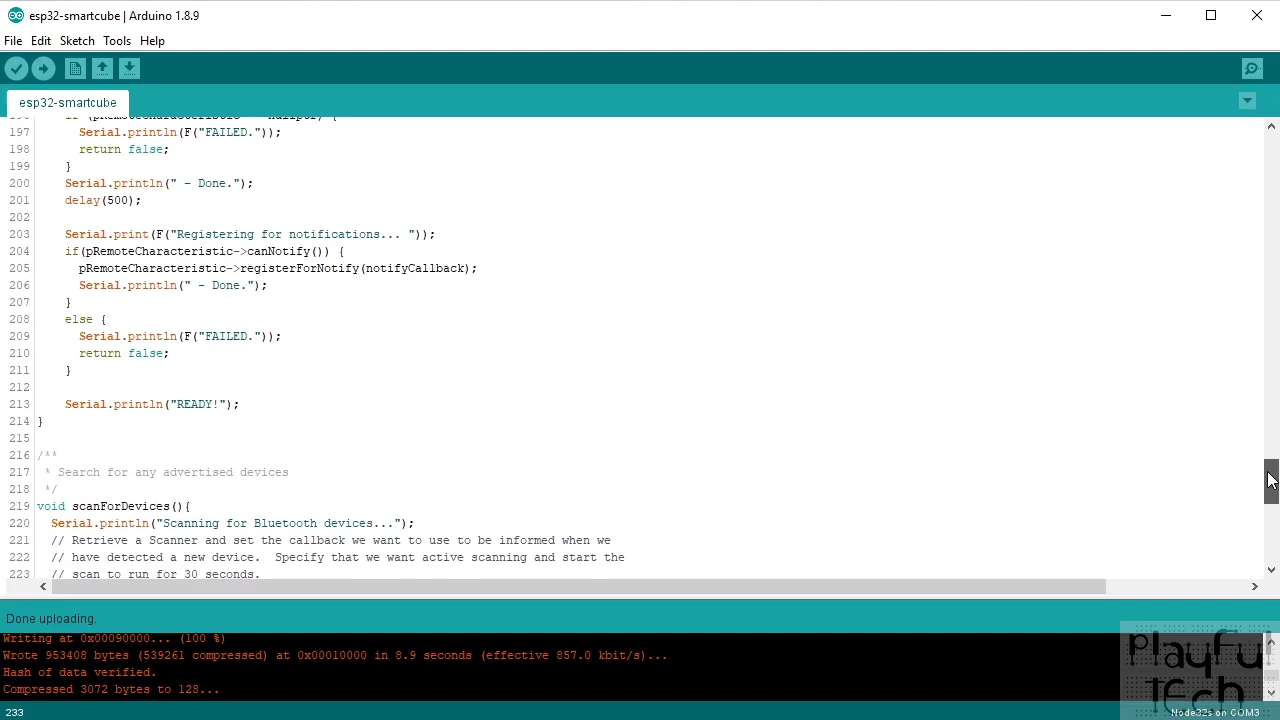 esp32-smartcube | Arduino 1.8.9
File Edit Sketch Tools Help
esp32-smartcube
197 Serial.println(F("FAILED."));
198 return false;
199 }
200 Serial.println(" - Done.");
201 delay(500);
202
203 Serial.print(F("Registering for notifications... "));
204 if(pRemoteCharacteristic->canNotify()) {
205 pRemoteCharacteristic->registerForNotify(notifyCallback);
206 Serial.println(" - Done.");
207 }
208 else {
209 Serial.println(F("FAILED."));
210 return false;
211 }
212
213 Serial.println("READY!");
214 }
215
216 /**
217 * Search for any advertised devices
218 */
219 void scanForDevices(){
220 Serial.println("Scanning for Bluetooth devices...");
221 // Retrieve a Scanner and set the callback we want to use to be informed when we
222 // have detected a new device.  Specify that we want active scanning and start the
223 // scan to run for 30 seconds.
Done uploading.
Writing at 0x00090000... (100 %)
Wrote 953408 bytes (539261 compressed) at 0x00010000 in 8.9 seconds (effective 857.0 kbit/s)...
Hash of data verified.
Compressed 3072 bytes to 128...
Playful
Tech
233
Node32s on COM3